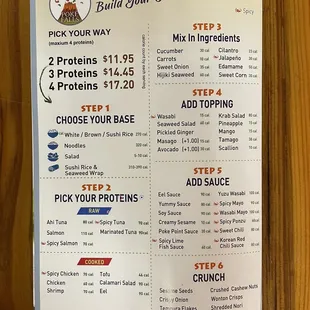 Build Your
Spicy
PICK YOUR WAY
(maxium 4 proteins)
2 Proteins $11.95
3 Proteins $14.45
4 Proteins $17.20
STEP 1
CHOOSE YOUR BASE
White / Brown / Sushi Rice
Noodles
Salad
Sushi Rice &
Seaweed Wrap
STEP 2
PICK YOUR PROTEINS
RAW
Ahi Tuna Spicy Tuna
Salmon Marinated Tuna
Spicy Salmon
COOKED
Spicy Chicken Tofu
Chicken Calamari Salad
Shrimp Eel
STEP 3
Mix In Ingredients
Cucumber Cilantro
Carrots Jalapeño
Sweet Onion Edamame
Hijiki Seaweed Sweet Corn
STEP 4
ADD TOPPING
Wasabi Krab Salad
Seaweed Salad Pineapple
Pickled Ginger Mango
Masago (+1.00) Tamago
Avocado (+1.00) Scallion
STEP 5
ADD SAUCE
Eel Sauce Yuzu Wasabi
Yummy Sauce Spicy Mayo
Soy Sauce Wasabi Mayo
Creamy Sesame Spicy Ponzu
Poke Point Sauce Sweet Chili
Spicy Lime Korean Red
Fish Sauce Chili Sauce
STEP 6
CRUNCH
Sesame Seeds Crushed Cashew Nuts
Crispy Onion Wonton Crisps
Tempura Flakes Shredded Nori